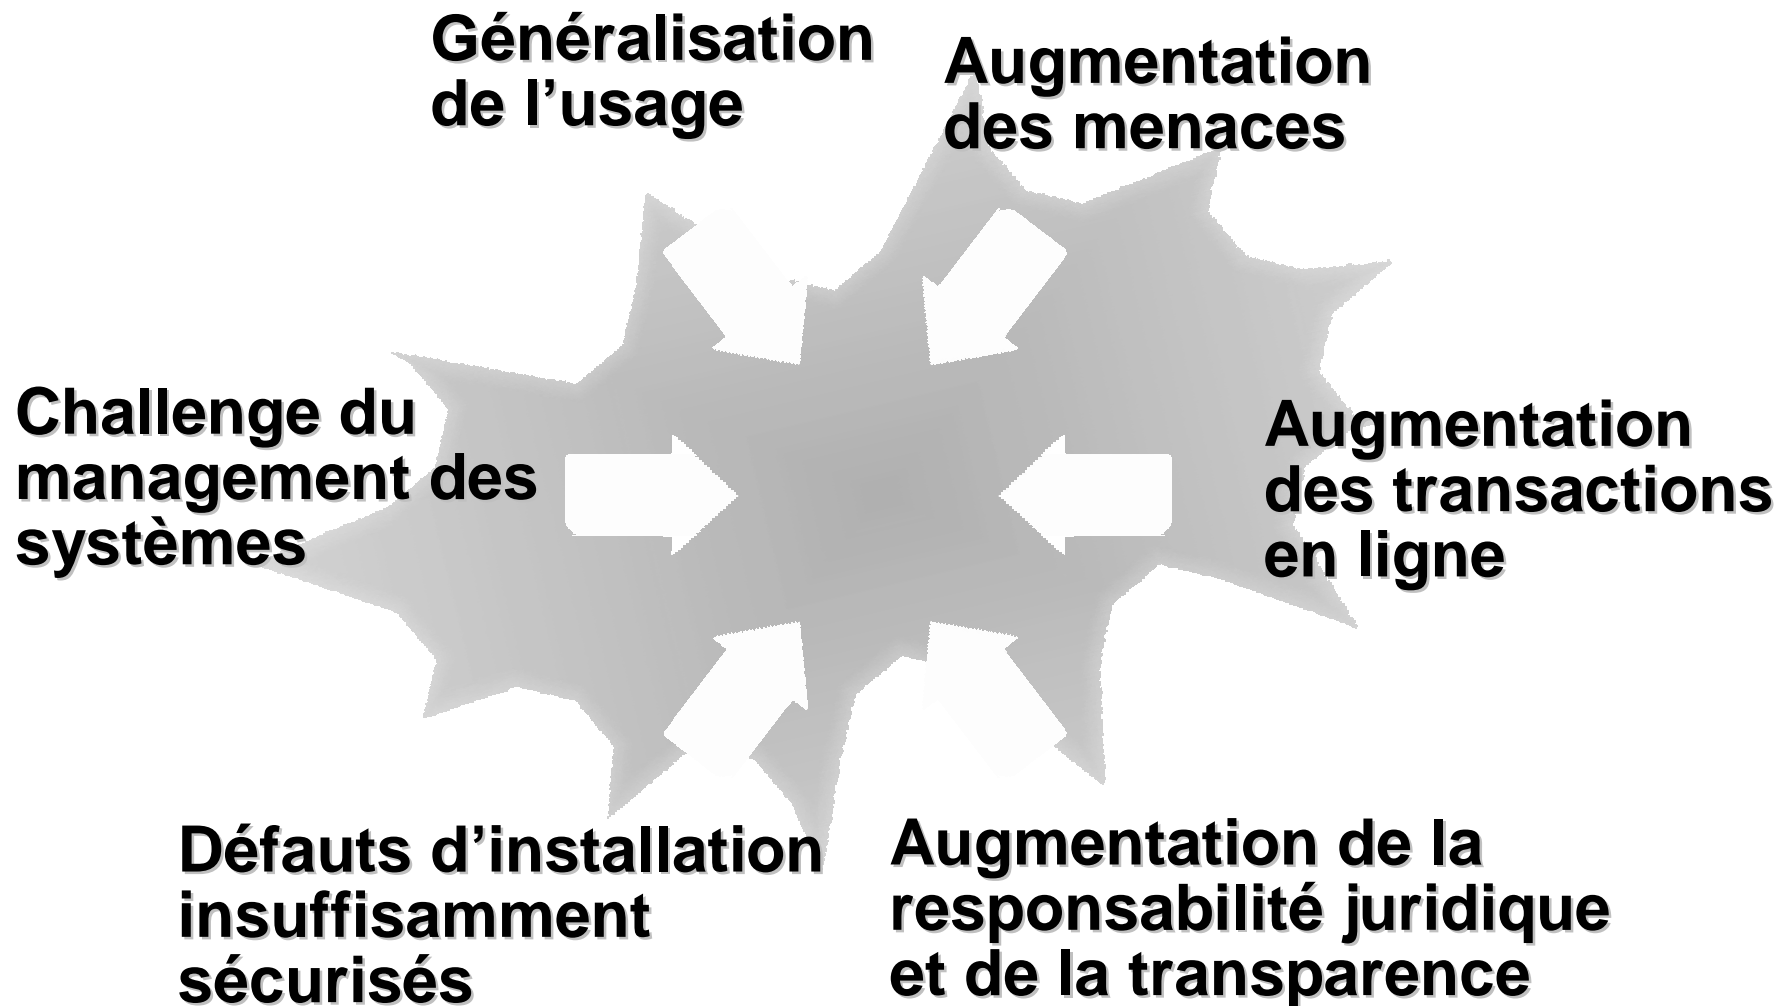 Généralisation
de l’usage
Augmentation
des menaces
Challenge du
management des
systèmes
Augmentation
des transactions
en ligne
Défauts d’installation
insuffisamment
sécurisés
Augmentation de la
responsabilité juridique
et de la transparence